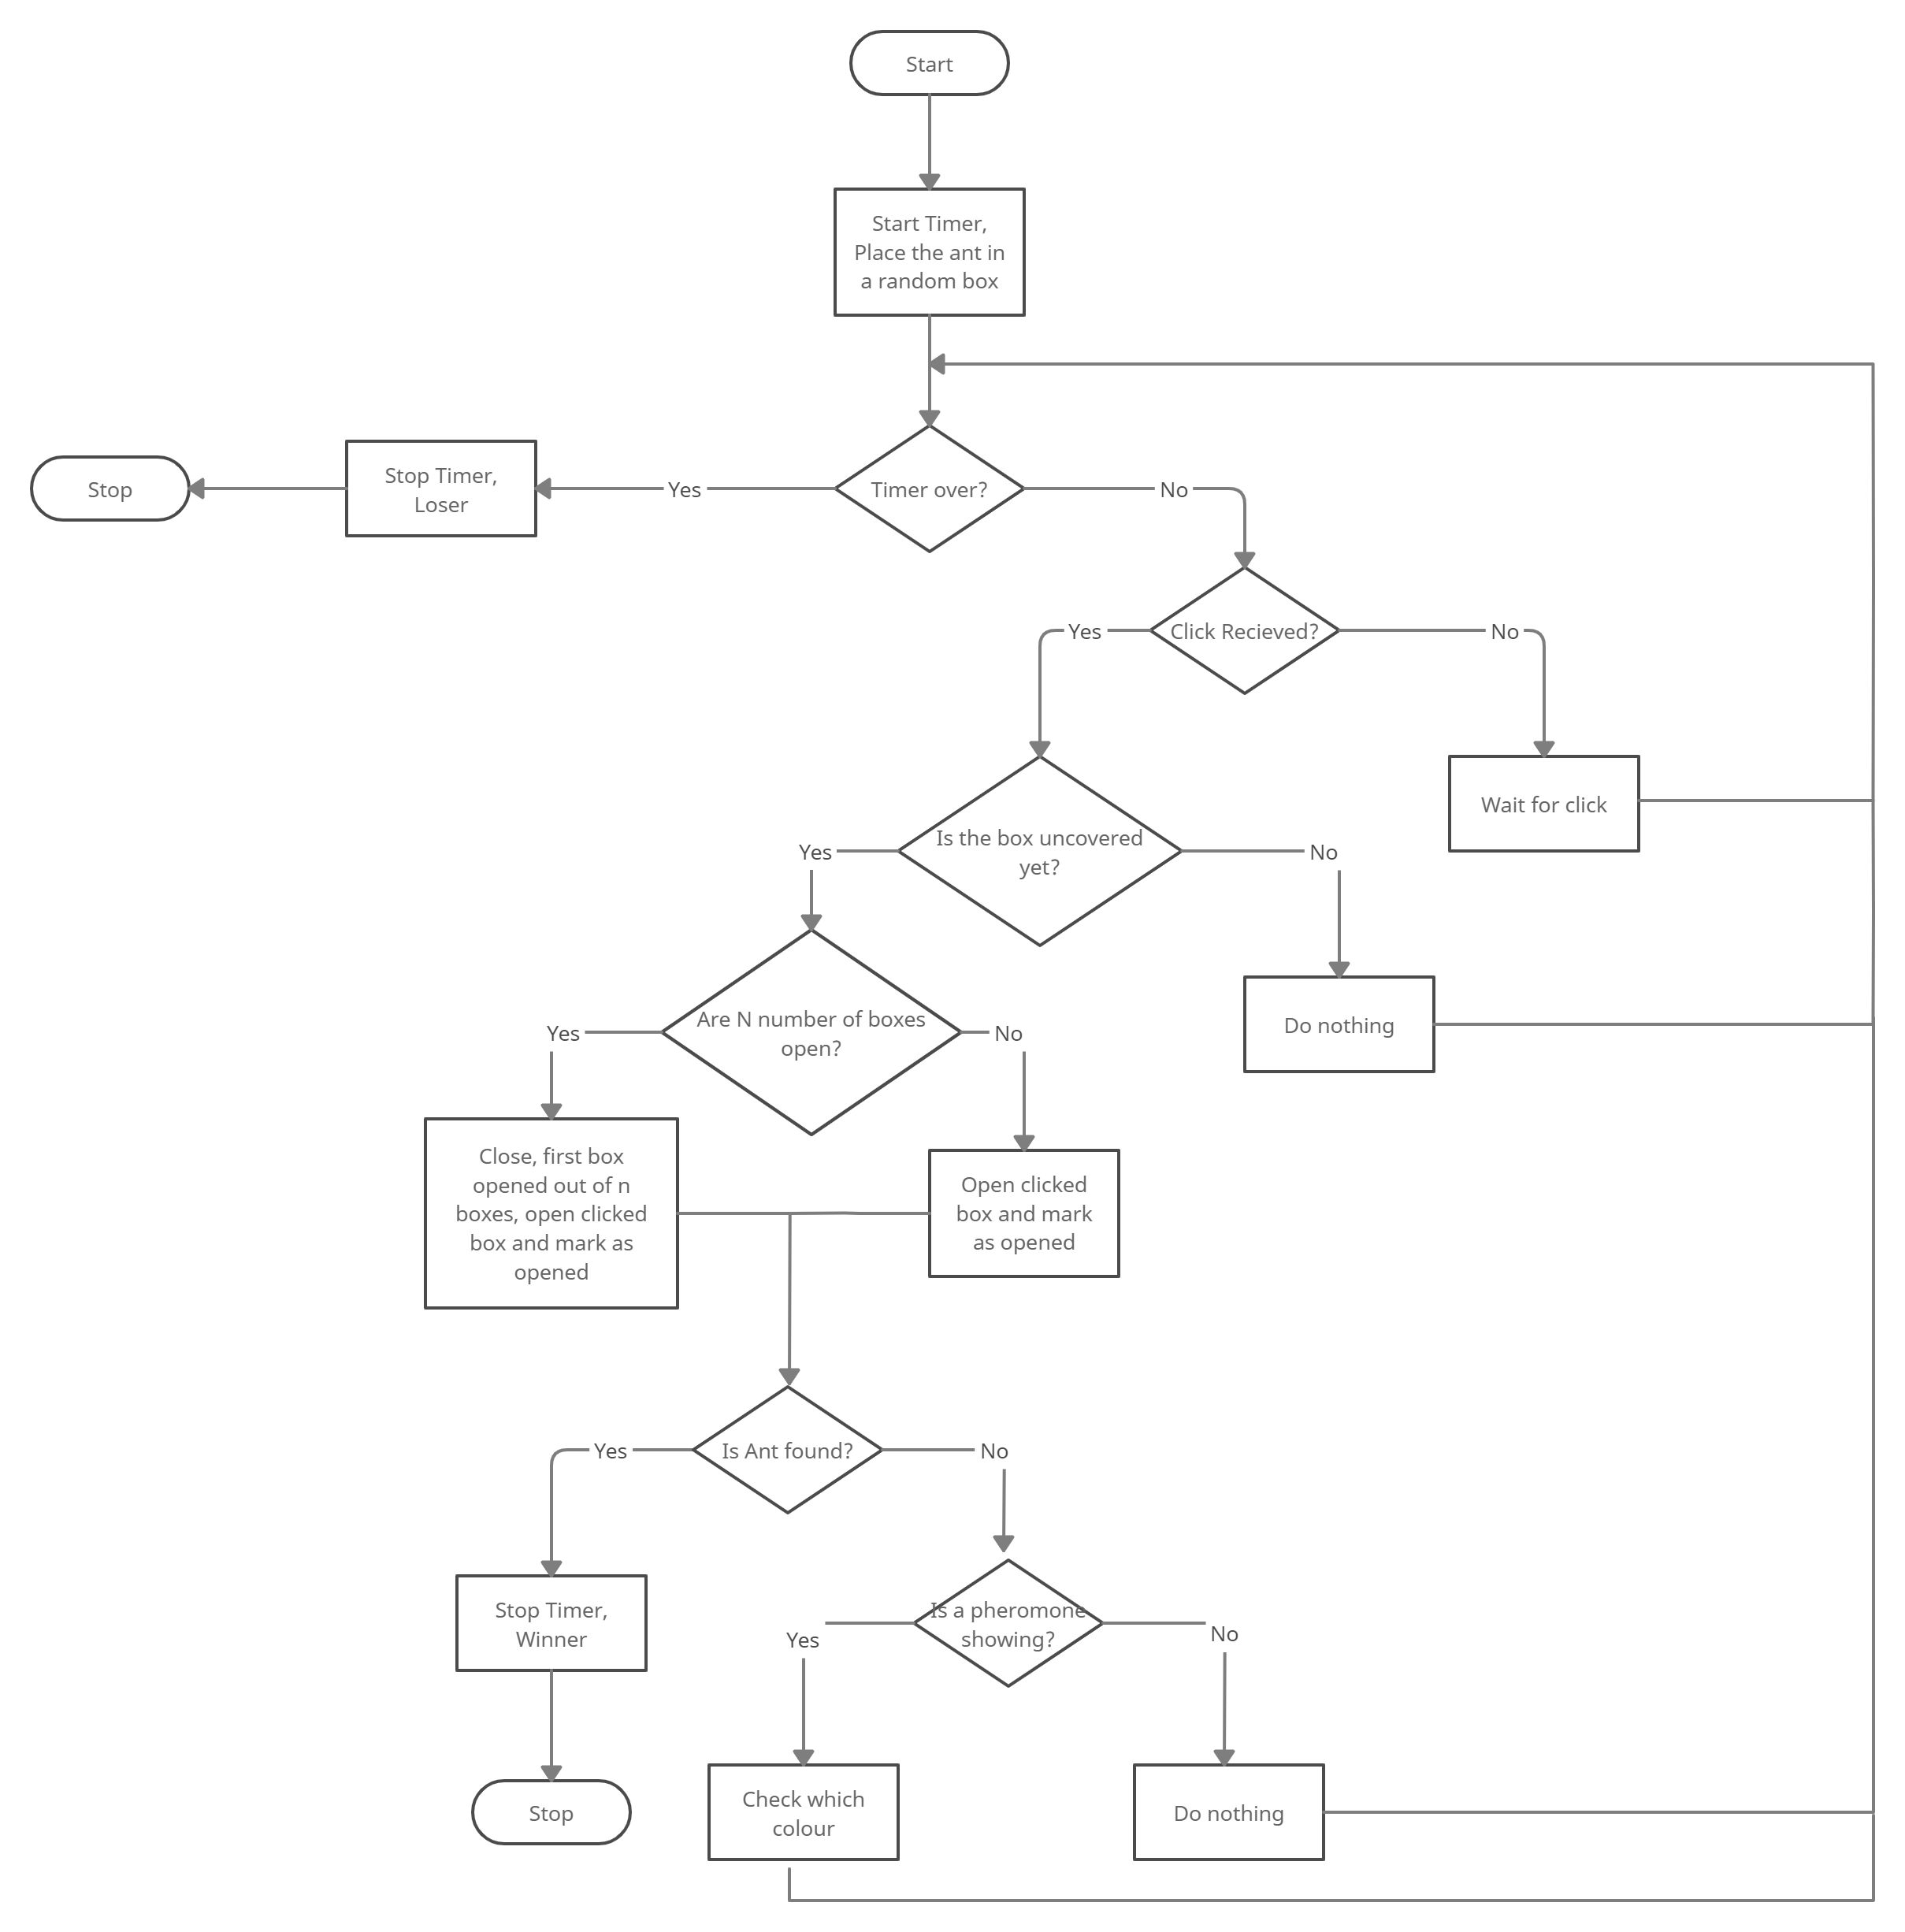 Start
Start Timer,
Place the ant in
a random box
Stop
Stop Timer,
Loser
Yes
Timer over?
No
Yes
Click Recieved?
No
Wait for click
Yes
Is the box uncovered
yet?
No
Yes
Are N number of boxes
open?
No
Do nothing
Close, first box
opened out of n
boxes, open clicked
box and mark as
opened
Open clicked
box and mark
as opened
Yes
Is Ant found?
No
Stop Timer,
Winner
Yes
Is a pheromone
showing?
No
Stop
Check which
colour
Do nothing